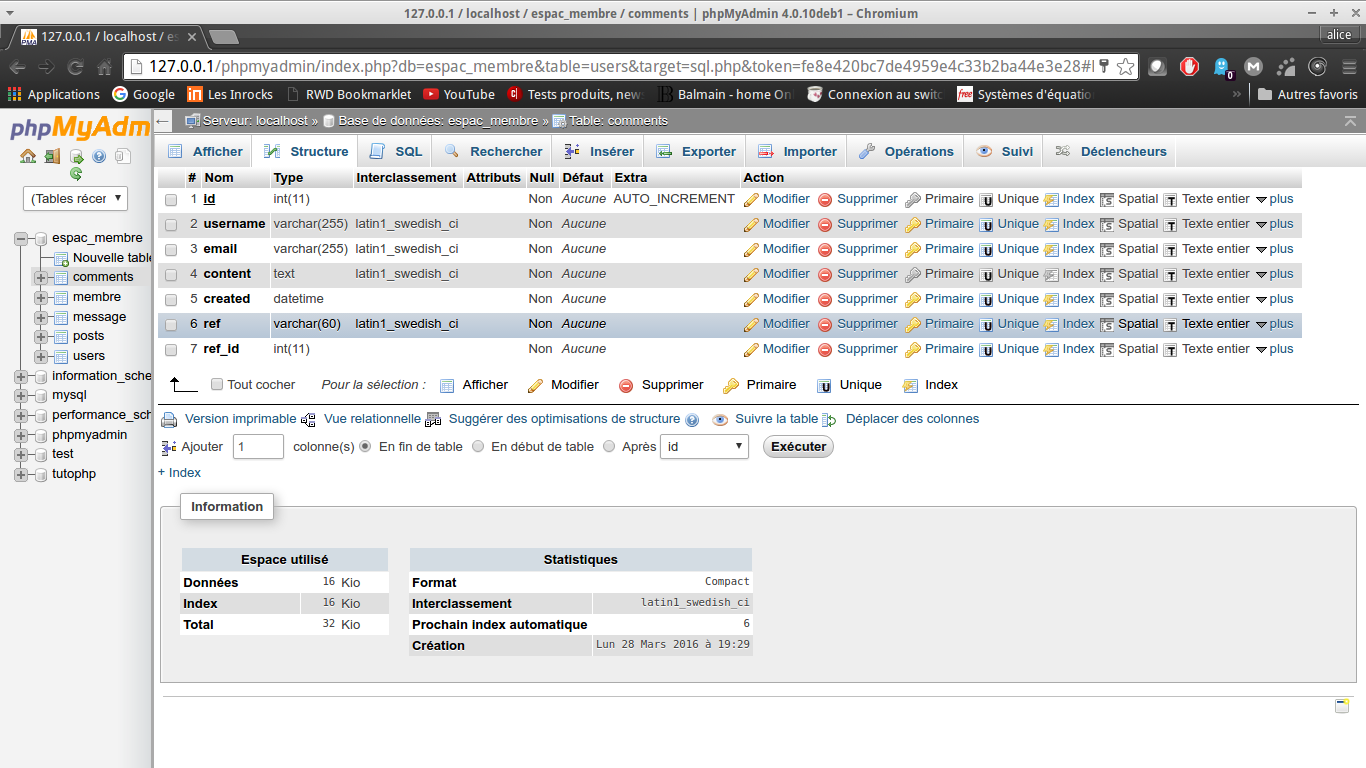 127.0.0.1 / localhost / espac_membre / comments | phpMyAdmin 4.0.10deb1 – Chromium
127.0.0.1 / localhost / es
alice
127.0.0.1/phpmyadmin/index.php?db=espac_membre&table=users&target=sql.php&token=fe8e420bc7de4959e4c33b2ba44e3e28#
0
Applications Google Les Inrocks RWD Bookmarklet YouTube Tests produits, new Balmain - home On Connexion au swit Systèmes d'équatio » Autres favoris
phpMyAdm
Serveur: localhost » Base de données: espac_membre » Table: comments
Afficher Structure SQL Rechercher Insérer Exporter Importer Opérations Suivi Déclencheurs
(Tables récer
espac_membre
Nouvelle table
comments
membre
message
posts
users
information_sche
mysql
performance_sch
phpmyadmin
test
tutophp
# Nom Type Interclassement Attributs Null Défaut Extra Action
1 id int(11) Non Aucune AUTO_INCREMENT Modifier Supprimer Primaire Unique Index Spatial Texte entier plus
2 username varchar(255) latin1_swedish_ci Non Aucune Modifier Supprimer Primaire Unique Index Spatial Texte entier plus
3 email varchar(255) latin1_swedish_ci Non Aucune Modifier Supprimer Primaire Unique Index Spatial Texte entier plus
4 content text latin1_swedish_ci Non Aucune Modifier Supprimer Primaire Unique Index Spatial Texte entier plus
5 created datetime Non Aucune Modifier Supprimer Primaire Unique Index Spatial Texte entier plus
6 ref varchar(60) latin1_swedish_ci Non Aucune Modifier Supprimer Primaire Unique Index Spatial Texte entier plus
7 ref_id int(11) Non Aucune Modifier Supprimer Primaire Unique Index Spatial Texte entier plus
Tout cocher Pour la sélection : Afficher Modifier Supprimer Primaire Unique Index
Version imprimable Vue relationnelle Suggérer des optimisations de structure Suivre la table Déplacer des colonnes
Ajouter 1 colonne(s) En fin de table En début de table Après id Exécuter
+ Index
Information
Espace utilisé
Données 16 Kio
Index 16 Kio
Total 32 Kio
Statistiques
Format Compact
Interclassement latin1_swedish_ci
Prochain index automatique 6
Création Lun 28 Mars 2016 à 19:29